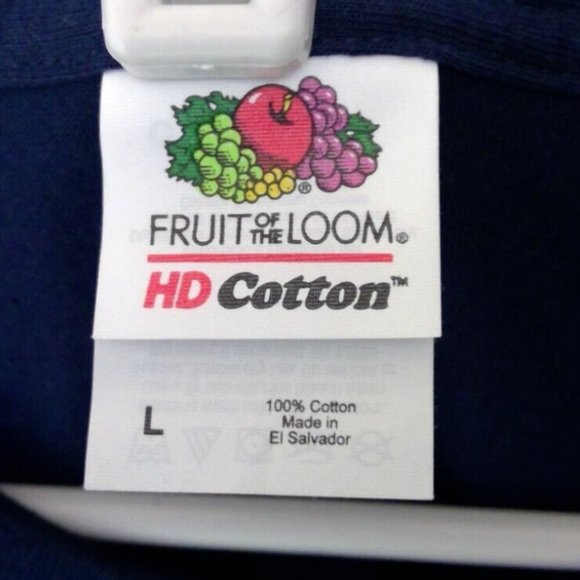 ®
FRUIT OF THE LOOM®
HD Cotton™
L
100% Cotton
Made in
El Salvador